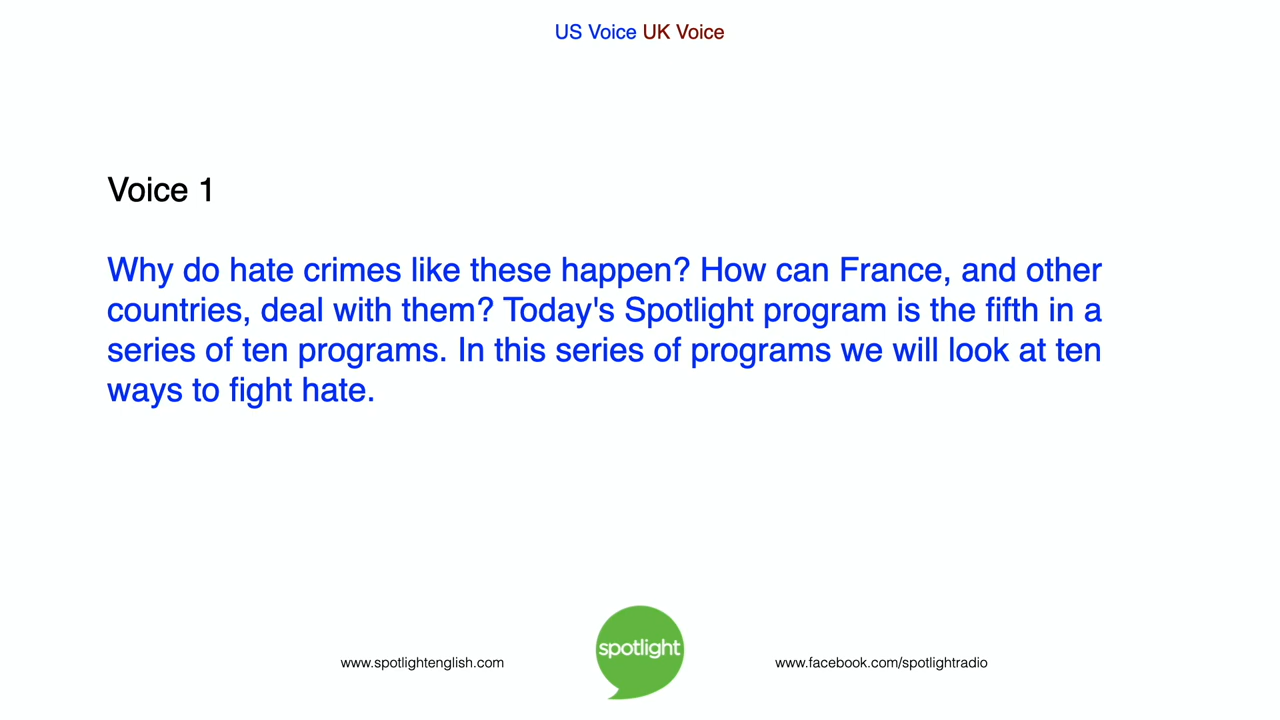 US Voice UK Voice
Voice 1
Why do hate crimes like these happen? How can France, and other
countries, deal with them? Today's Spotlight program is the fifth in a
series of ten programs. In this series of programs we will look at ten
ways to fight hate.
spotlight
www.spotlightenglish.com
www.facebook.com/spotlightradio